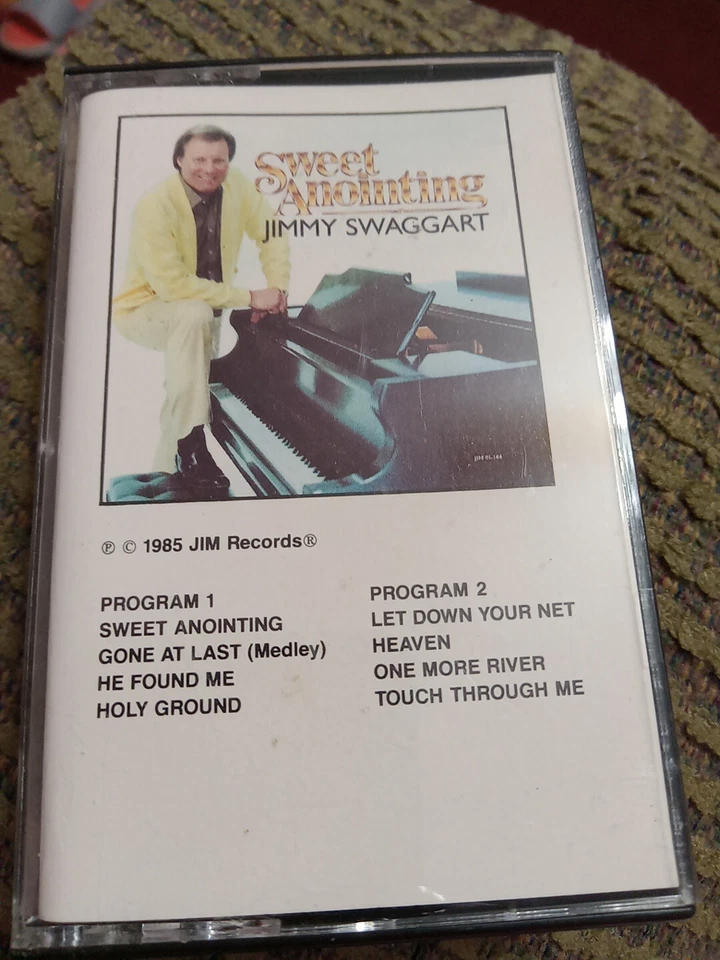 Sweet
Anointing
JIMMY SWAGGART
℗ © 1985 JIM Records®
PROGRAM 1
SWEET ANOINTING
GONE AT LAST (Medley)
HE FOUND ME
HOLY GROUND
PROGRAM 2
LET DOWN YOUR NET
HEAVEN
ONE MORE RIVER
TOUCH THROUGH ME